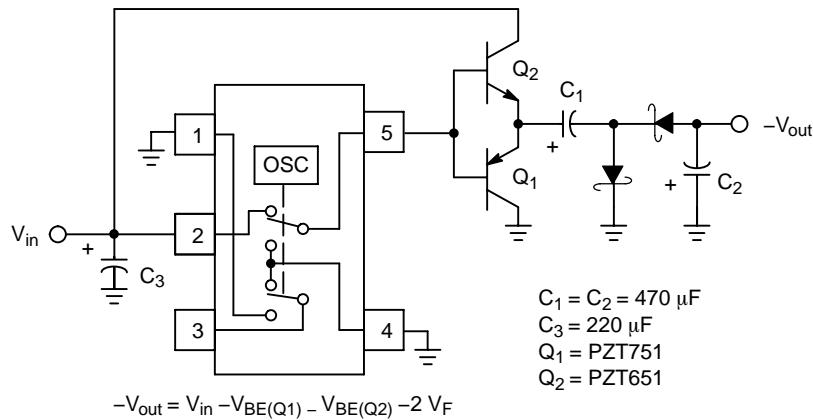 Q2
C1
1
5
+
–Vout
OSC
Q1
+
C2
Vin
2
+
C3
C1 = C2 = 470 μF
C3 = 220 μF
Q1 = PZT751
Q2 = PZT651
3
4
–Vout = Vin –VBE(Q1) – VBE(Q2) –2 VF